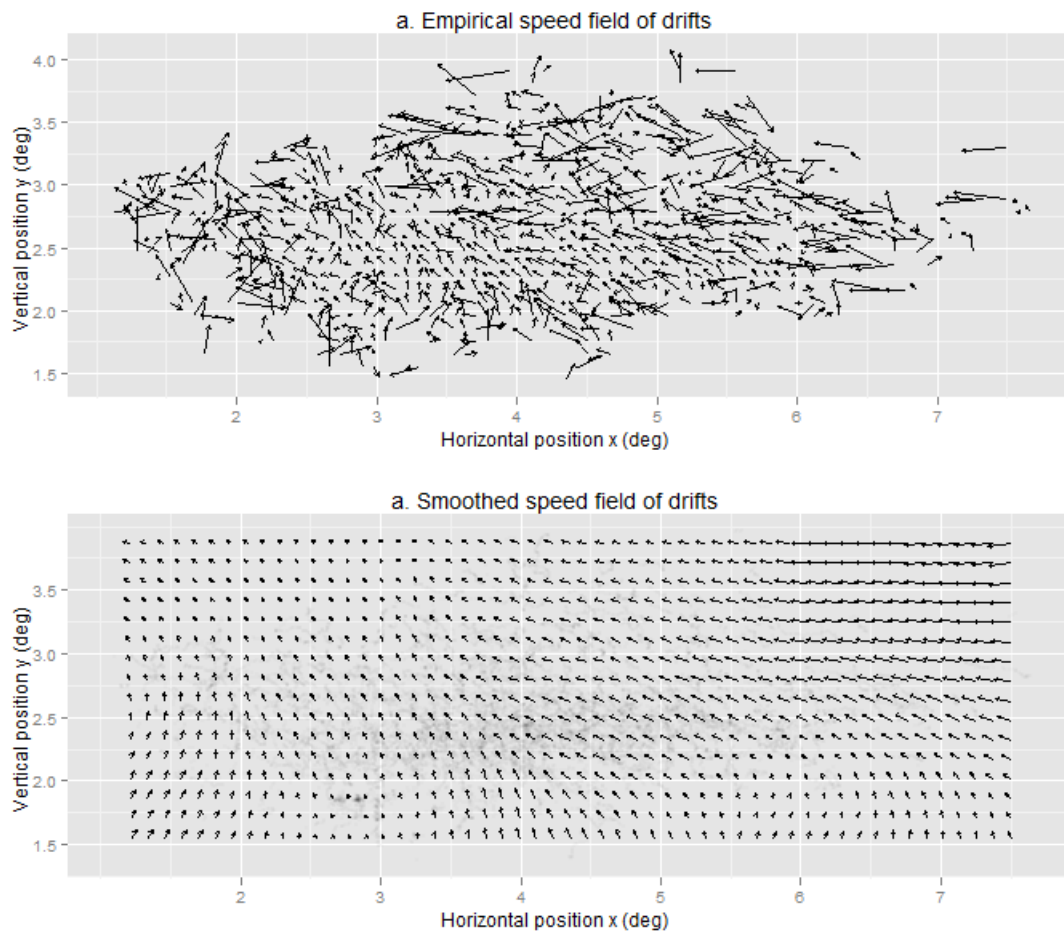 a. Empirical speed field of drifts
4.0
3.5
3.0
2.5
2.0
1.5
Vertical position y (deg)
2 3 4 5 6 7
Horizontal position x (deg)
a. Smoothed speed field of drifts
3.5
3.0
2.5
2.0
1.5
Vertical position y (deg)
2 3 4 5 6 7
Horizontal position x (deg)